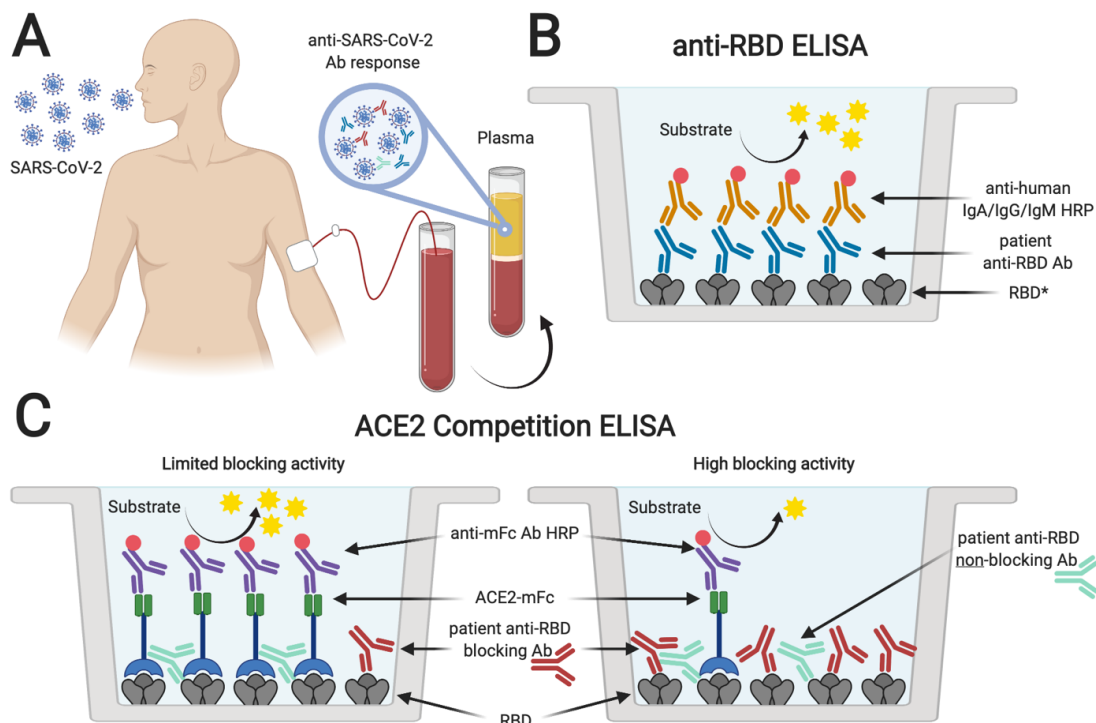 A
anti-SARS-CoV-2
Ab response
SARS-CoV-2
Plasma
B
anti-RBD ELISA
Substrate
anti-human
IgA/IgG/IgM HRP
patient
anti-RBD Ab
RBD*
C
ACE2 Competition ELISA
Limited blocking activity
High blocking activity
Substrate
anti-mFc Ab HRP
ACE2-mFc
patient anti-RBD
blocking Ab
RBD
Substrate
patient anti-RBD
non-blocking Ab